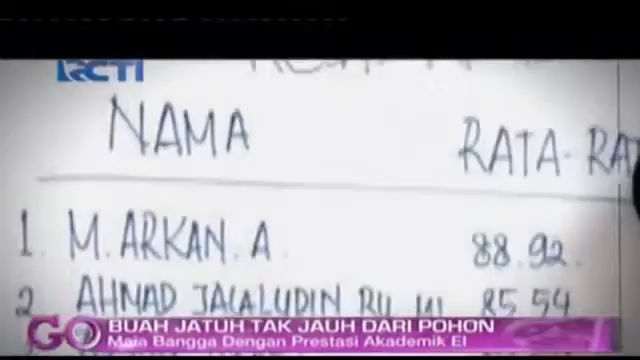 RCTI
NAMA
RATA-RAT
1. M. ARKAN. A. 88.92.
2. AHMAD JALALUDIN RU 85.54
GO
BUAH JATUH TAK JAUH DARI POHON
Maia Bangga Dengan Prestasi Akademik El